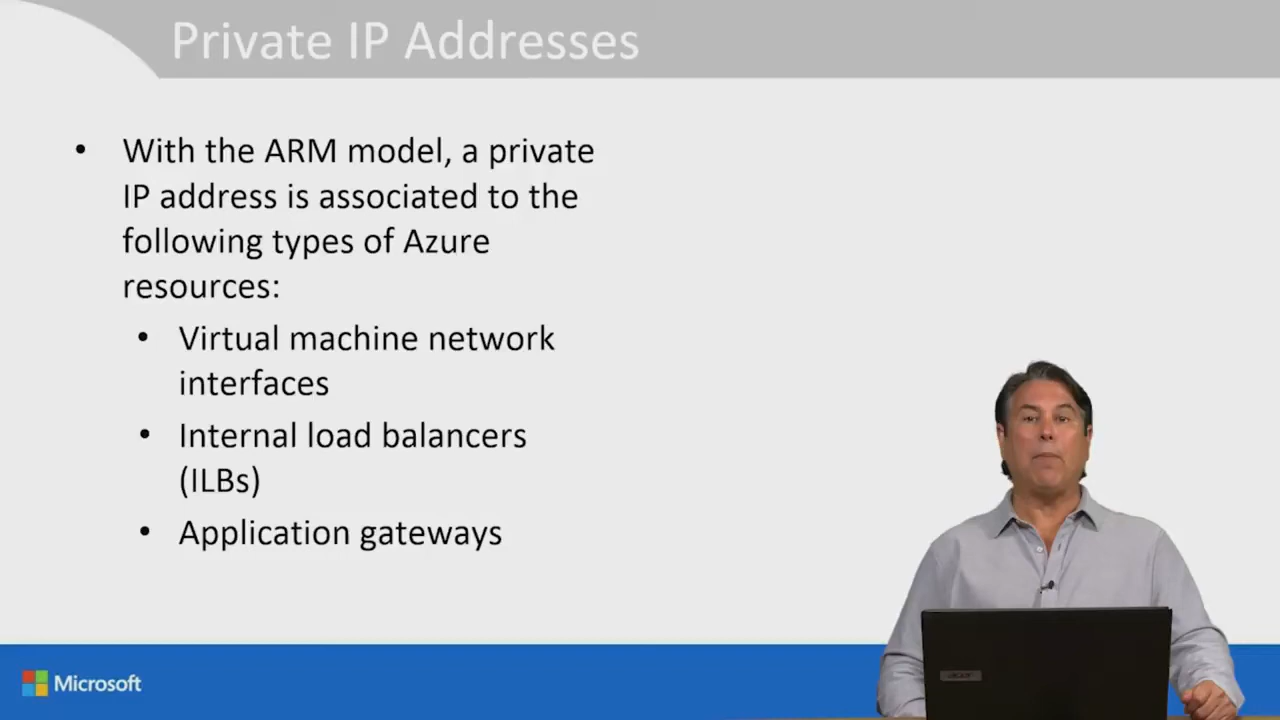 Private IP Addresses
• With the ARM model, a private
IP address is associated to the
following types of Azure
resources:
• Virtual machine network
interfaces
• Internal load balancers
(ILBs)
• Application gateways
Microsoft
acer